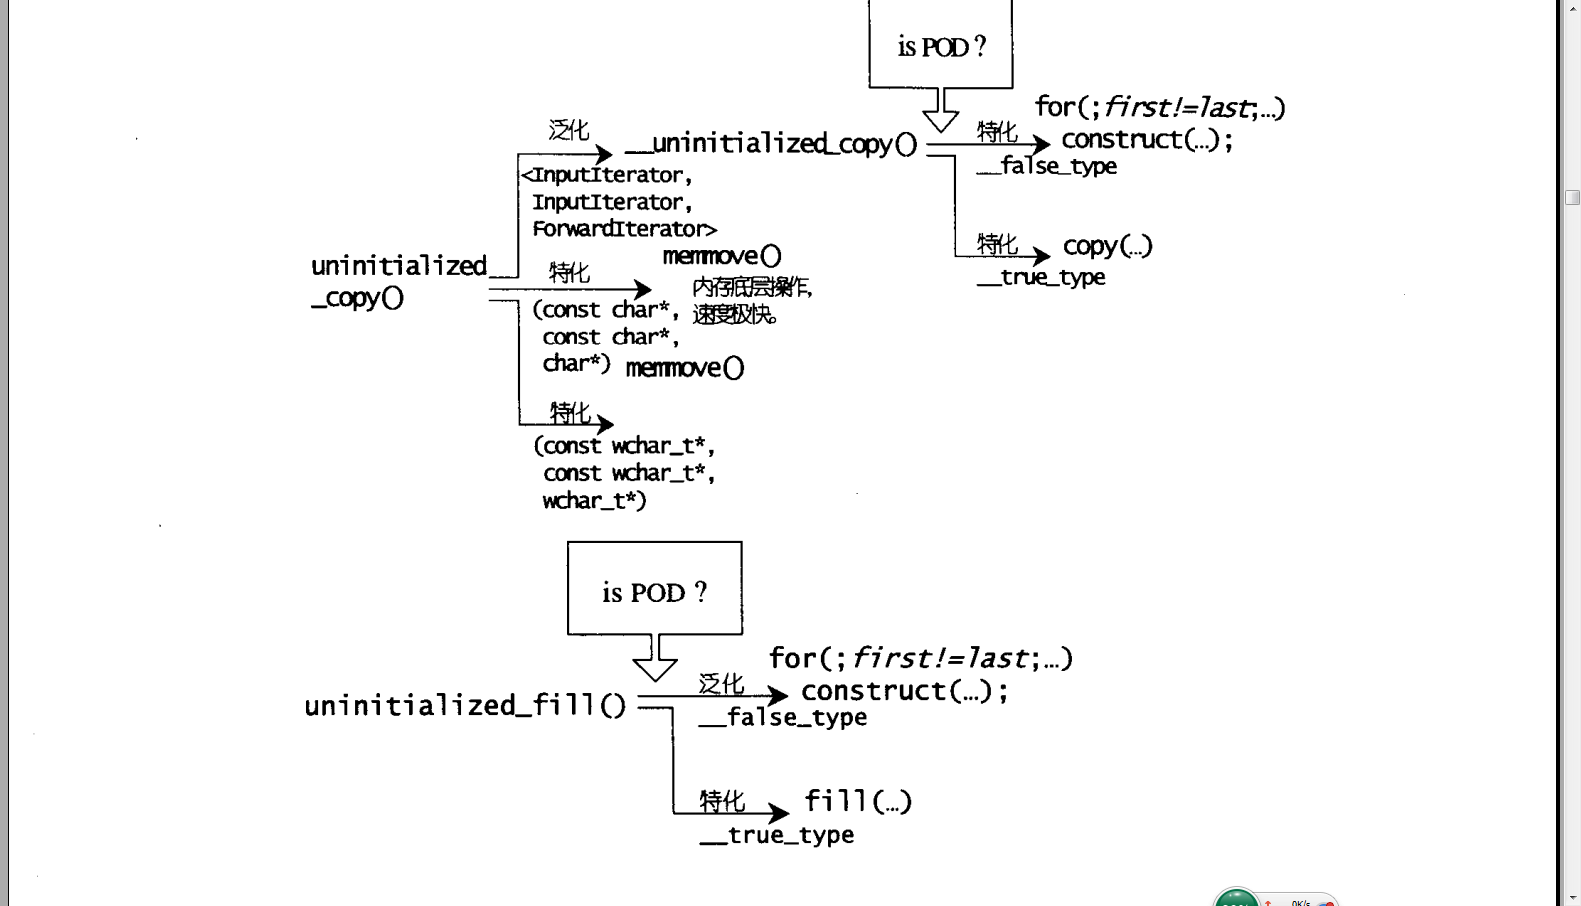 is POD ?
for(;first!=last;…)
construct(…);
泛化
__uninitialized_copy()
特化
__false_type
<InputIterator,
InputIterator,
ForwardIterator>
特化
copy(…)
__true_type
uninitialized
_copy()
特化
memmove()
内存底层操作,
速度极快。
(const char*,
const char*,
char*)
memmove()
特化
(const wchar_t*,
const wchar_t*,
wchar_t*)
is POD ?
for(;first!=last;…)
construct(…);
uninitialized_fill()
泛化
__false_type
特化
fill(…)
__true_type
0K/s